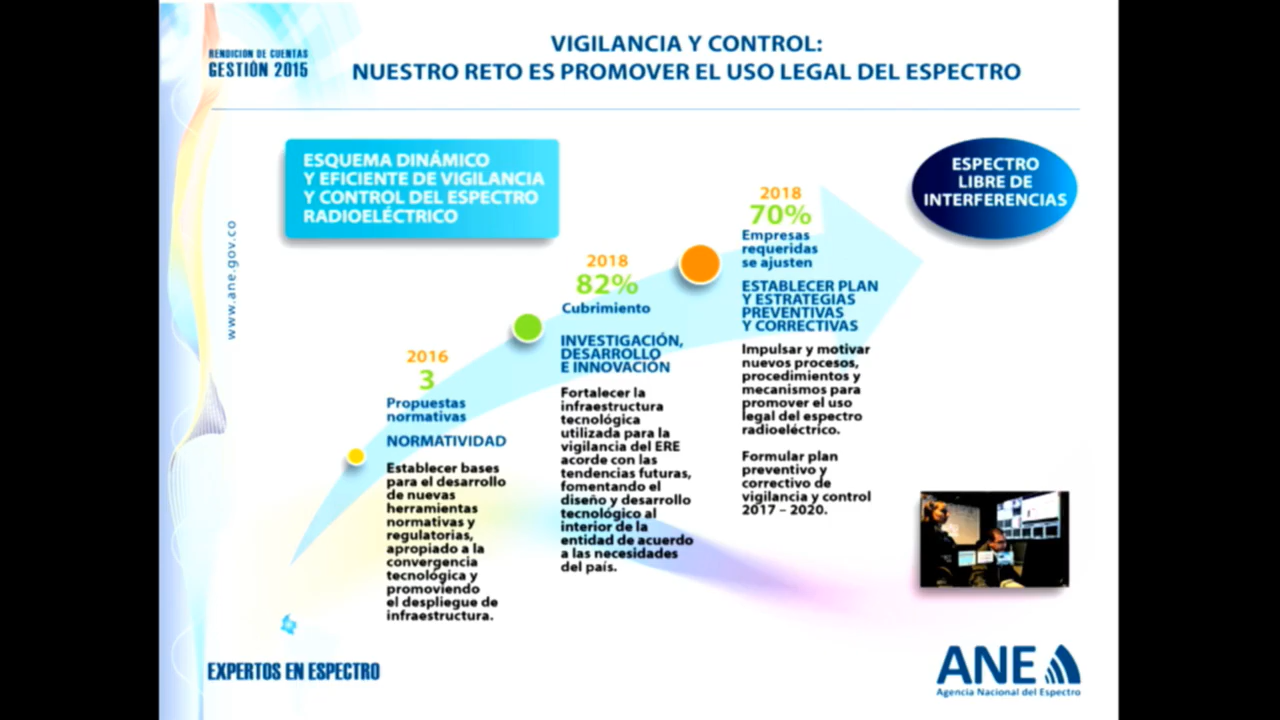 RENDICIÓN DE CUENTAS
GESTIÓN 2015
VIGILANCIA Y CONTROL:
NUESTRO RETO ES PROMOVER EL USO LEGAL DEL ESPECTRO
www.ane.gov.co
ESQUEMA DINÁMICO
Y EFICIENTE DE VIGILANCIA
Y CONTROL DEL ESPECTRO
RADIOELÉCTRICO
ESPECTRO
LIBRE DE
INTERFERENCIAS
2016
3
Propuestas
normativas
NORMATIVIDAD
Establecer bases
para el desarrollo
de nuevas
herramientas
normativas y
regulatorias,
apropiado a la
convergencia
tecnológica y
promoviendo
el despliegue de
infraestructura.
2018
82%
Cubrimiento
INVESTIGACIÓN,
DESARROLLO
E INNOVACIÓN
Fortalecer la
infraestructura
tecnológica
utilizada para la
vigilancia del ERE
acorde con las
tendencias futuras,
fomentando el
diseño y desarrollo
tecnológico al
interior de la
entidad de acuerdo
a las necesidades
del país.
2018
70%
Empresas
requeridas
se ajusten
ESTABLECER PLAN
Y ESTRATEGIAS
PREVENTIVAS
Y CORRECTIVAS
Impulsar y motivar
nuevos procesos,
procedimientos y
mecanismos para
promover el uso
legal del espectro
radioeléctrico.
Formular plan
preventivo y
correctivo de
vigilancia y control
2017 – 2020.
EXPERTOS EN ESPECTRO
ANE
Agencia Nacional del Espectro